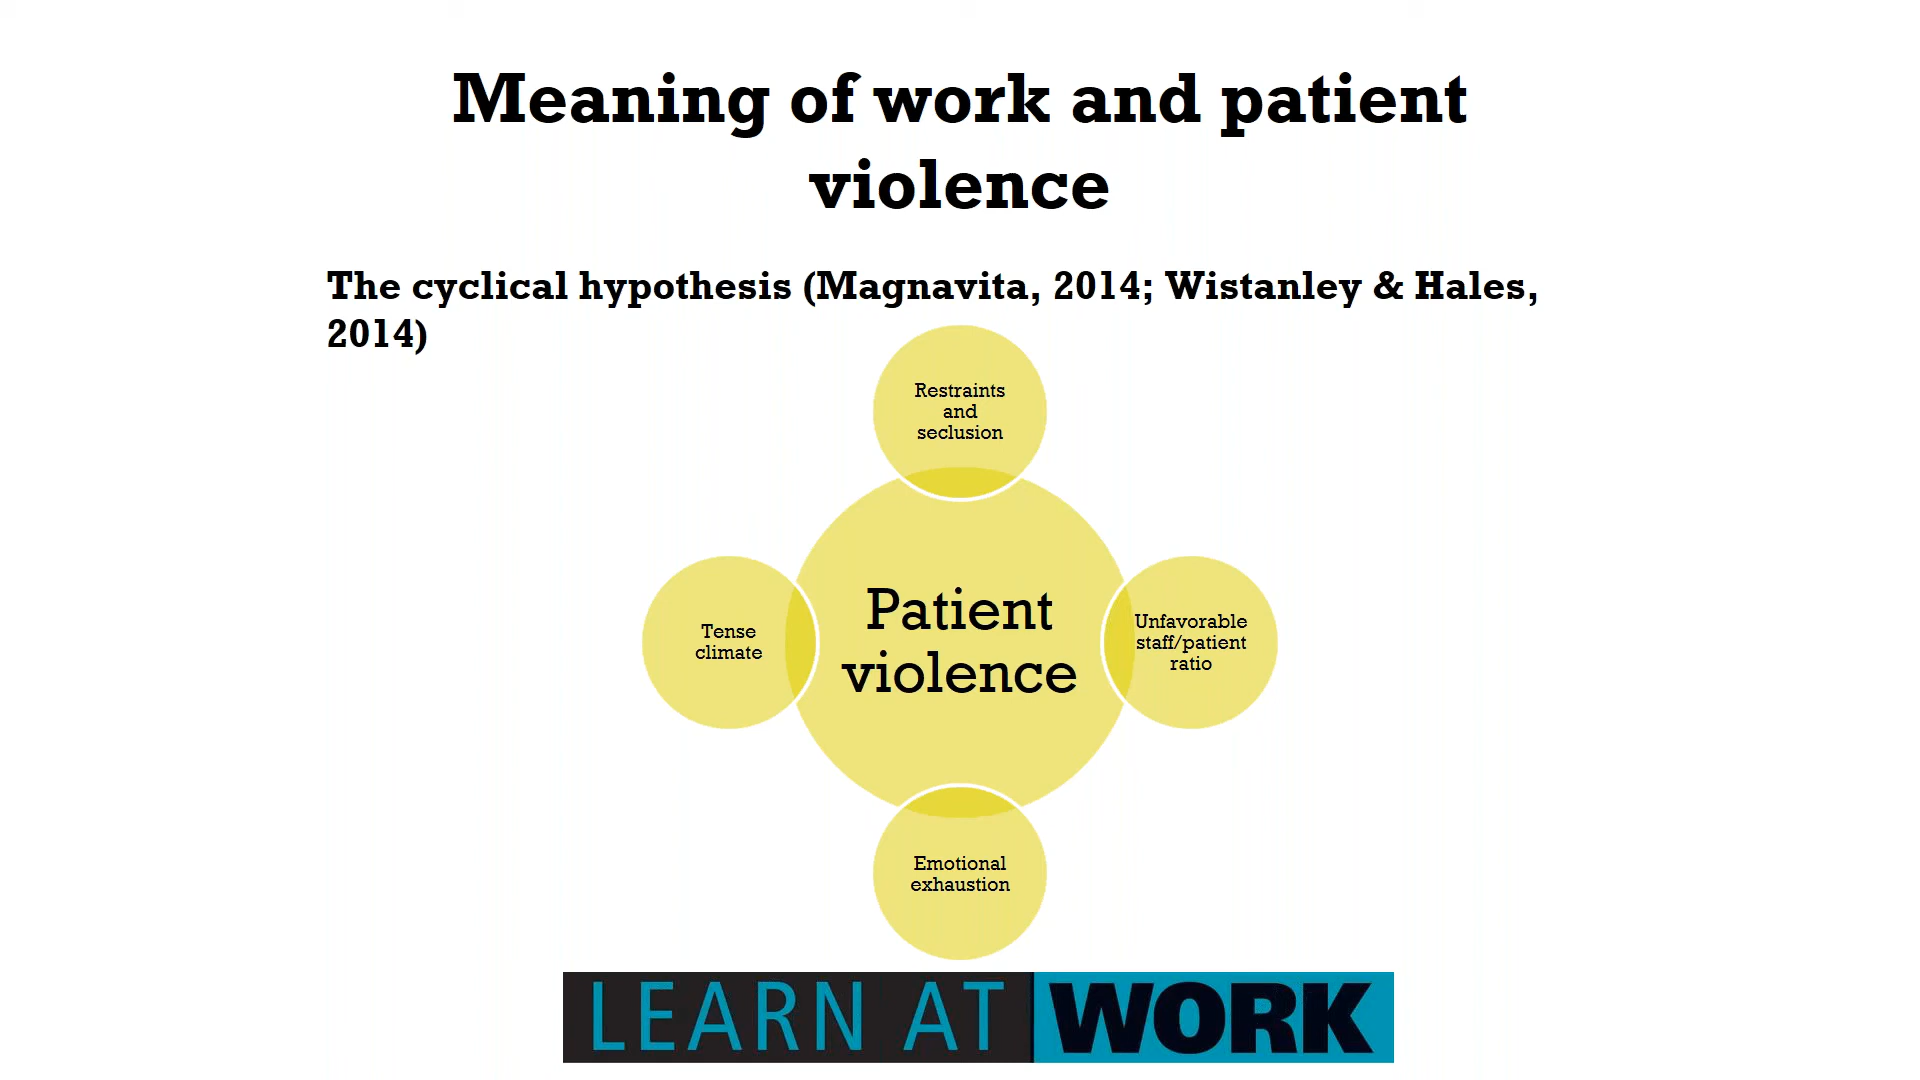 Meaning of work and patient
violence
The cyclical hypothesis (Magnavita, 2014; Wistanley & Hales,
2014)
Restraints
and
seclusion
Tense
climate
Patient
violence
Unfavorable
staff/patient
ratio
Emotional
exhaustion
LEARN AT WORK